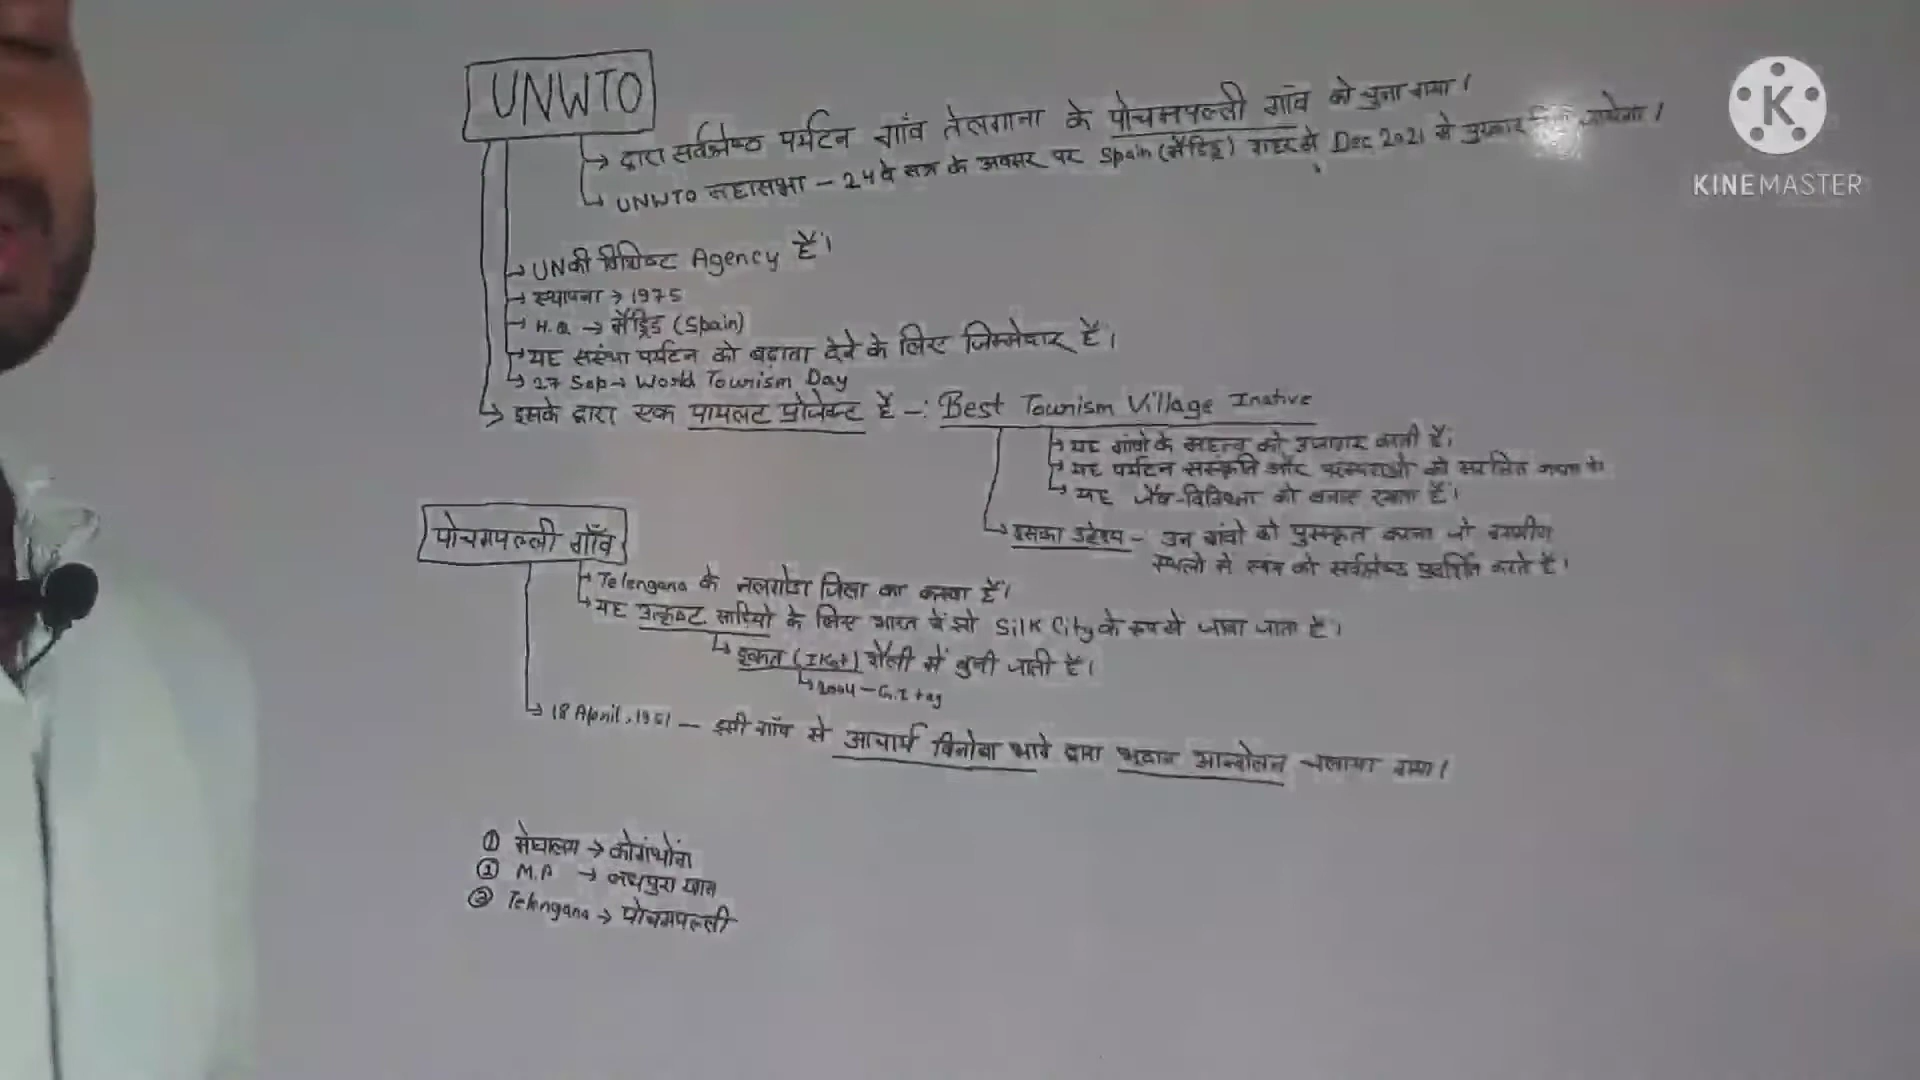 UNWTO
→ द्वारा सर्वश्रेष्ठ पर्यटन गाँव तेलगाना के पोचमपल्ली गाँव को चुना गया।
→ UNWTO महासभा – 24 वे सत्र के अवसर पर Spain (मैड्रिड) शहर से Dec 2021 से पुरस्कार जायेगा।
K
KINEMASTER
→ UN की विशिष्ट Agency है।
→ स्थापना → 1975
→ H.Q → मैड्रिड (Spain)
→ यह संस्था पर्यटन को बढ़ावा देने के लिए जिम्मेदार है।
→ 27 Sep → World Tourism Day
→ इसके द्वारा एक पायलट प्रोजेक्ट है –: Best Tourism Village
→ यह गांवो के महत्व को उजागर करती है।
→ यह पर्यटन संस्कृति और परम्पराओ को
→ यह जैव-विविधता को बनाए रखता है।
→ इसका उद्देश्य – उन गांवो को पुरस्कृत करना जो ग्रामीण
स्थलो में स्वंय को सर्वश्रेष्ठ प्रदर्शित करते है।
पोचमपल्ली गाँव
→ Telengana के नलगोंडा जिला का कस्बा है।
→ यह उत्कृष्ट साडियो के लिए भारत में Silk City के रूप में जाना जाता है।
→ इकत (Ikat) शैली में बुनी जाती है।
→ 2004 – G.I tag
→ 18 April, 1951 – इसी गाँव से आचार्य विनोबा भावे द्वारा भूदान आन्दोलन चलाया गया।
① मेघालय → कोंगथोंग
② M.P → लधपुरा खास
③ Telengana → पोचमपल्ली